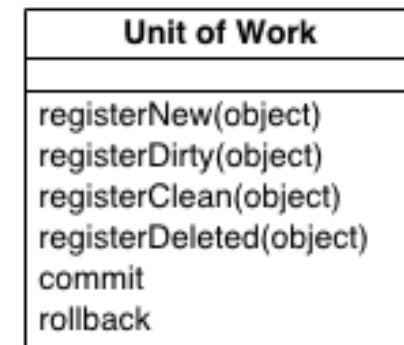 Unit of Work
registerNew(object)
registerDirty(object)
registerClean(object)
registerDeleted(object)
commit
rollback